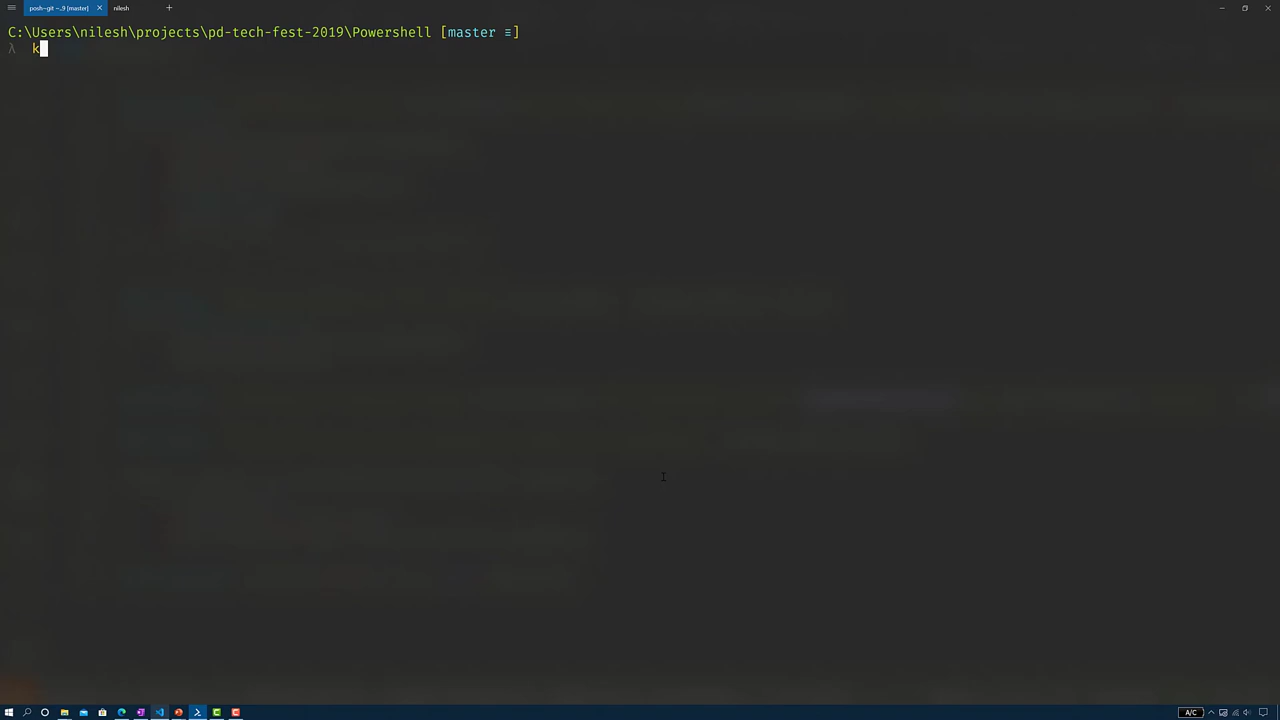 posh~git ~..9 [master]
nilesh
C:\Users\nilesh\projects\pd-tech-fest-2019\Powershell [master ≡]
λ k
A/C